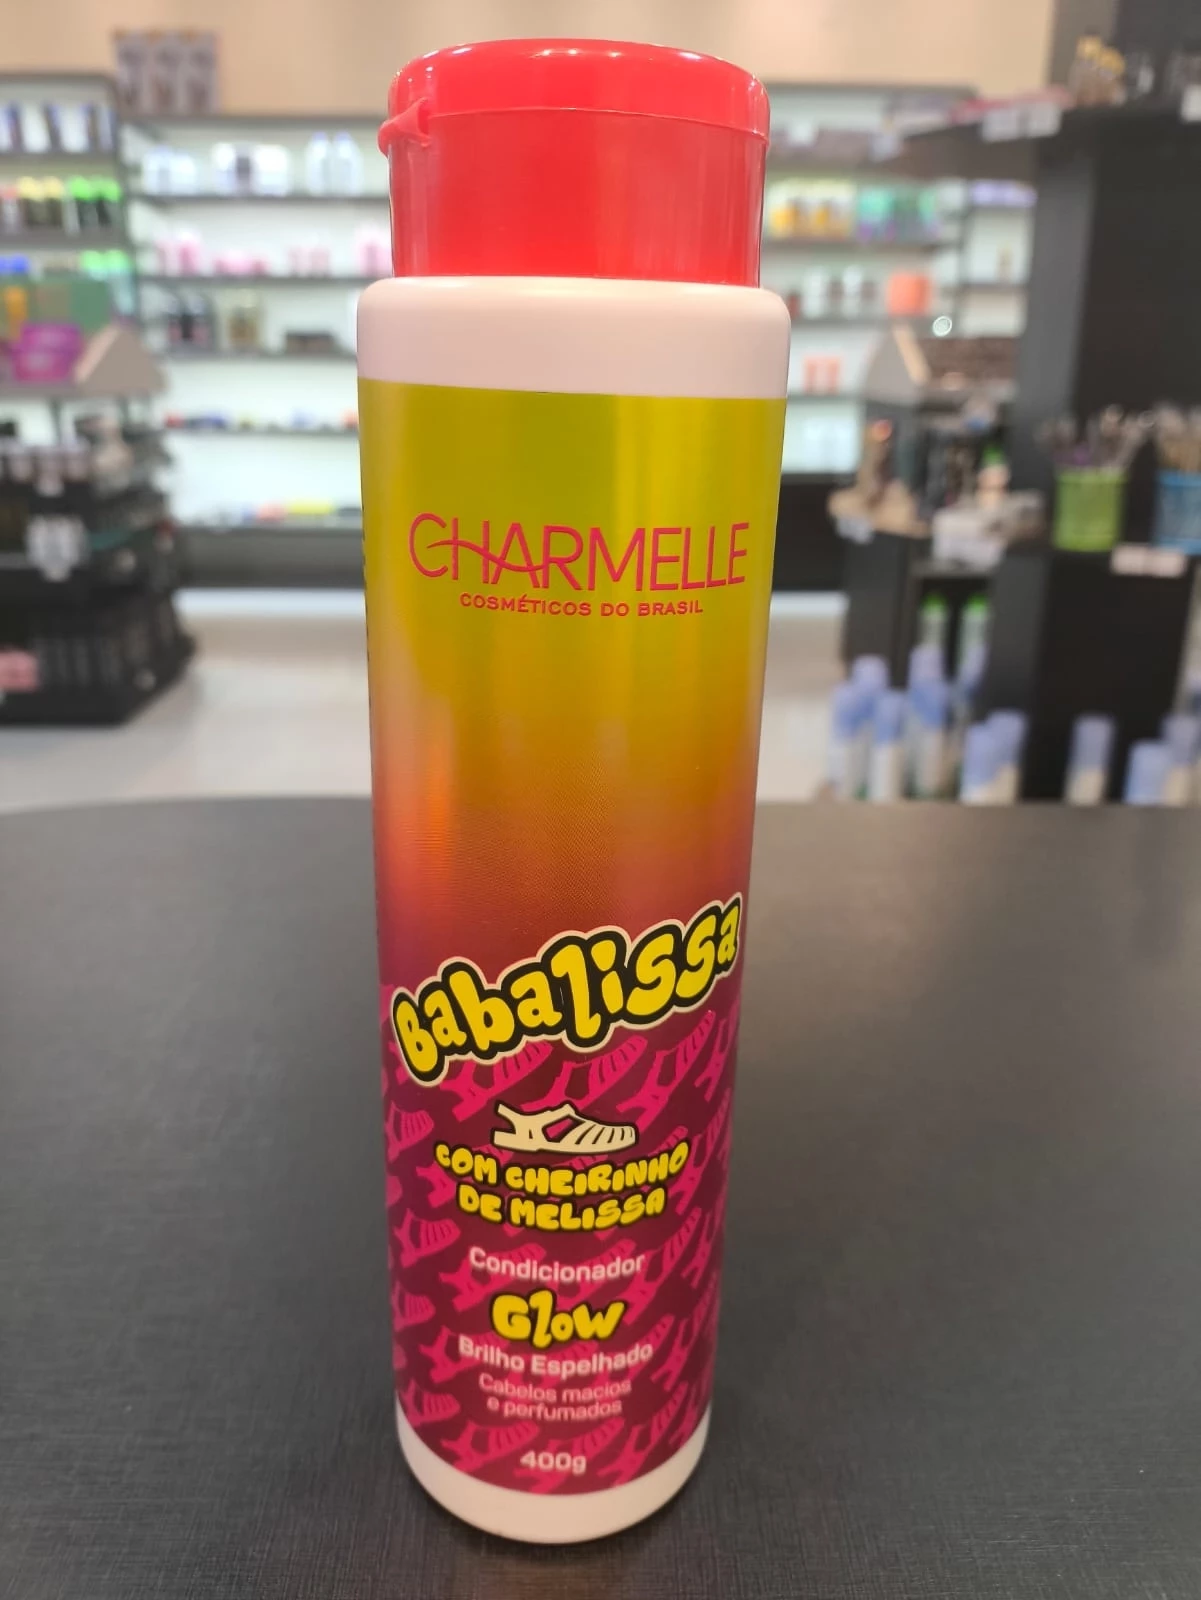 CHARMELLE
COSMÉTICOS DO BRASIL
Babalissa
COM CHEIRINHO
DE MELISSA
Condicionador
Glow
Brilho Espelhado
Cabelos macios
e perfumados
400g